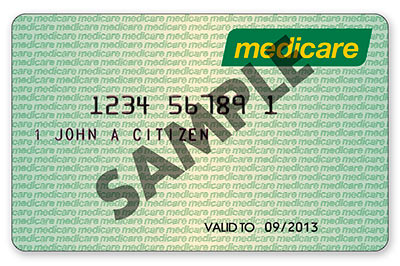 medicare
1234 56789 1
1 JOHN A CITIZEN
SAMPLE
VALID TO 09/2013